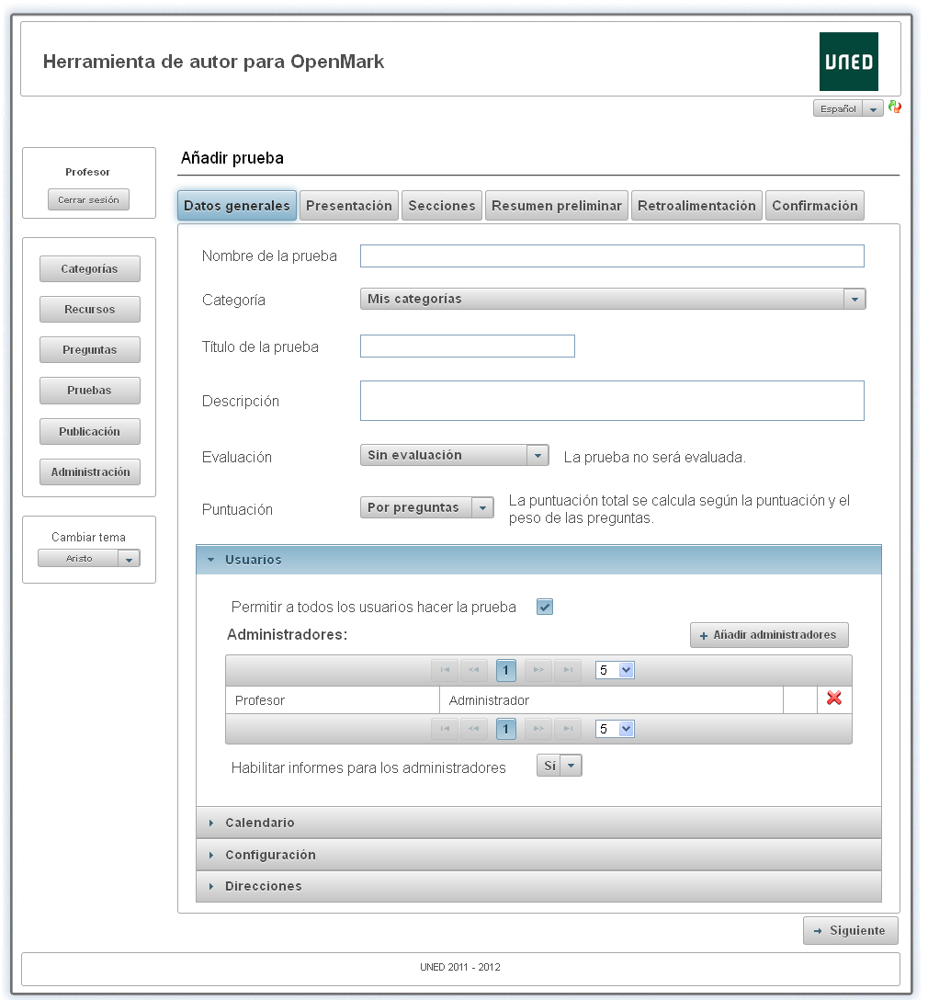 Herramienta de autor para OpenMark
UNED
Español
Profesor
Cerrar sesión
Categorías
Recursos
Preguntas
Pruebas
Publicación
Administración
Cambiar tema
Aristo
Añadir prueba
Datos generales Presentación Secciones Resumen preliminar Retroalimentación Confirmación
Nombre de la prueba
Categoría Mis categorías
Título de la prueba
Descripción
Evaluación Sin evaluación La prueba no será evaluada.
Puntuación Por preguntas La puntuación total se calcula según la puntuación y el
peso de las preguntas.
Usuarios
Permitir a todos los usuarios hacer la prueba
Administradores: Añadir administradores
1 5
Profesor Administrador
1 5
Habilitar informes para los administradores Sí
Calendario
Configuración
Direcciones
Siguiente
UNED 2011 - 2012